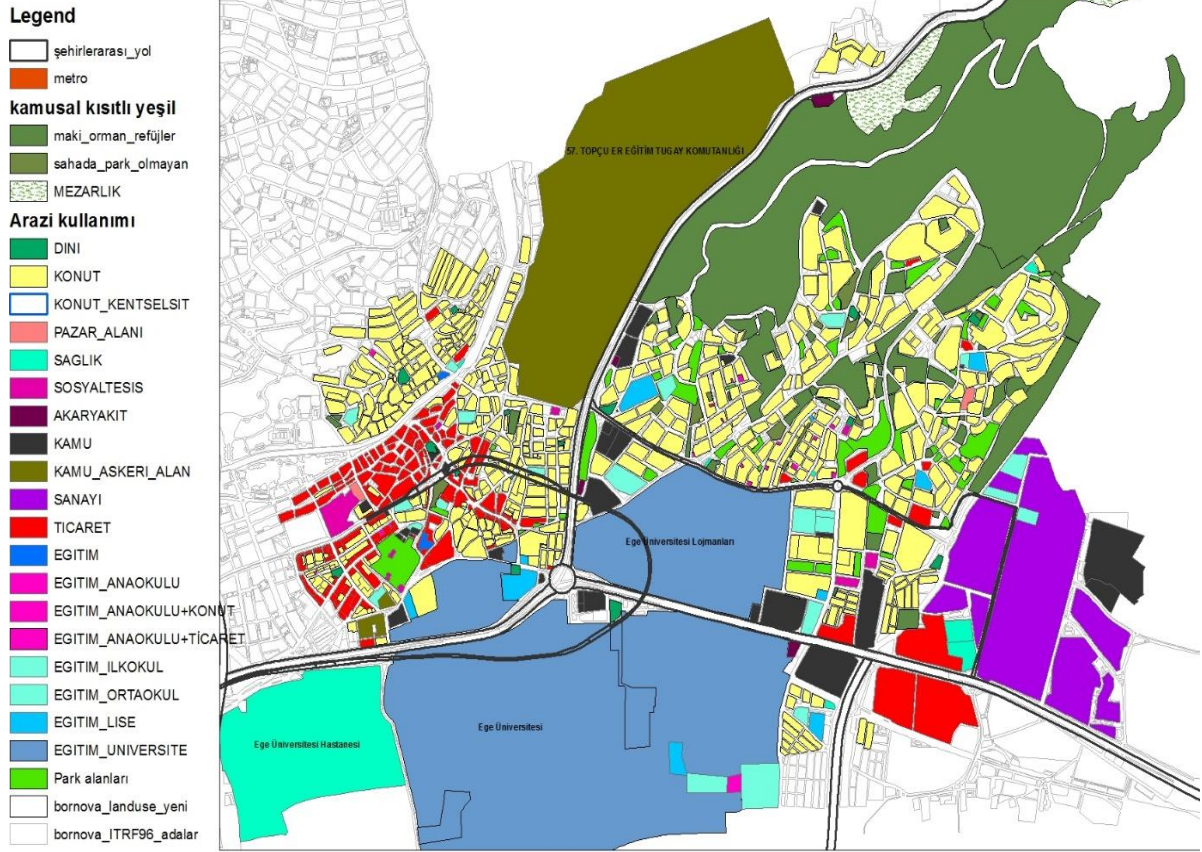 Legend
şehirlerarası_yol
metro
kamusal kısıtlı yeşil
maki_orman_refüjler
sahada_park_olmayan
MEZARLIK
Arazi kullanımı
DINI
KONUT
KONUT_KENTSELSIT
PAZAR_ALANI
SAGLIK
SOSYALTESIS
AKARYAKIT
KAMU
KAMU_ASKERI_ALAN
SANAYI
TICARET
EGITIM
EGITIM_ANAOKULU
EGITIM_ANAOKULU+KONUT
EGITIM_ANAOKULU+TİCARET
EGITIM_ILKOKUL
EGITIM_ORTAOKUL
EGITIM_LISE
EGITIM_UNIVERSITE
Park alanları
bornova_landuse_yeni
bornova_ITRF96_adalar
57. TOPÇU ER EĞİTİM TUGAY KOMUTANLIĞI
Ege Üniversitesi Lojmanları
Ege Üniversitesi
Ege Üniversitesi Hastanesi